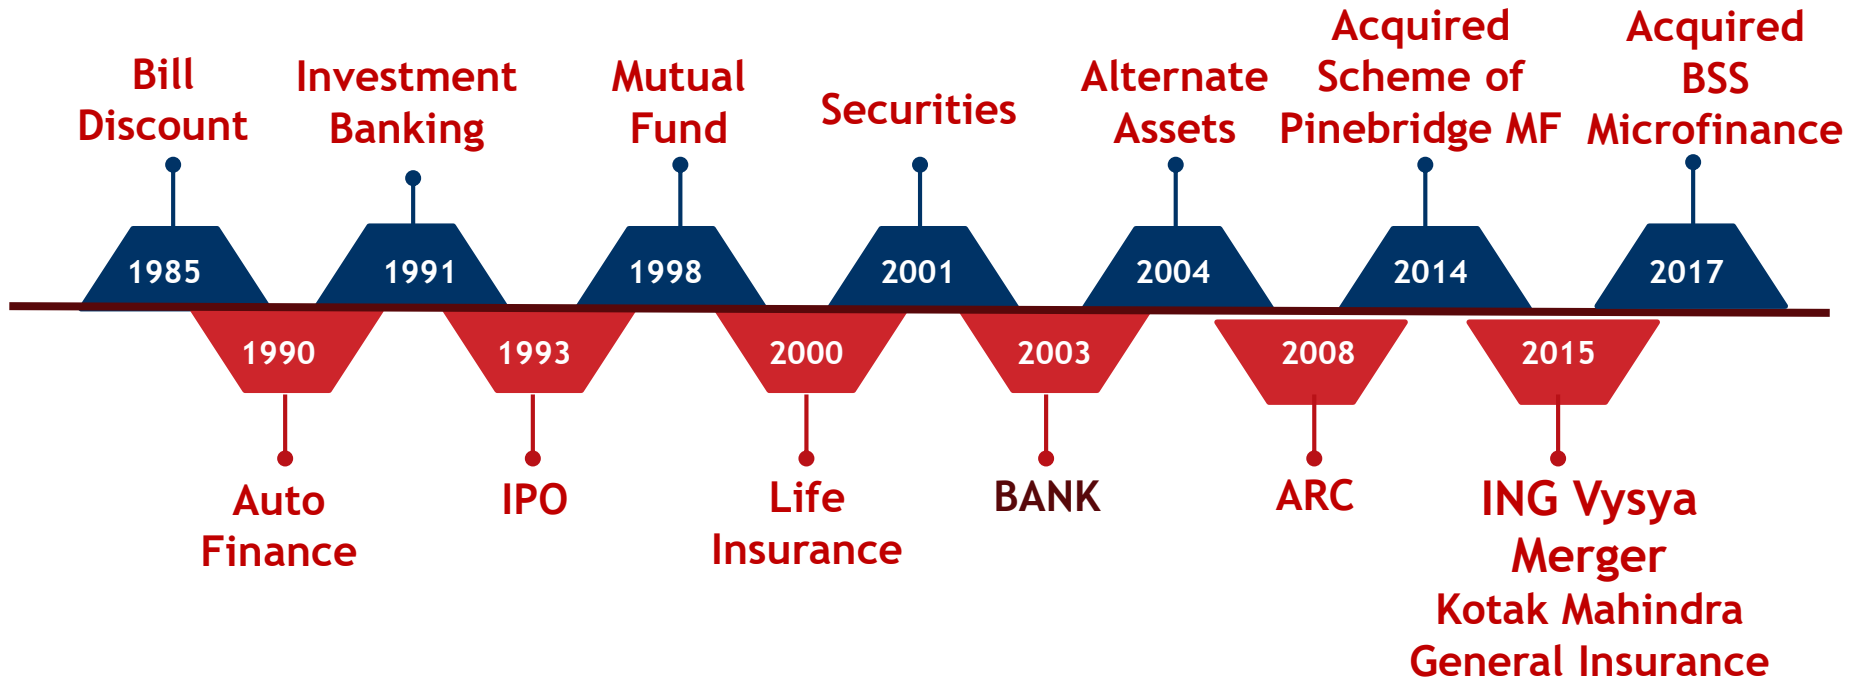 Bill
Discount
Investment
Banking
Mutual
Fund
Securities
Alternate
Assets
Acquired
Scheme of
Pinebridge MF
Acquired
BSS
Microfinance
1985
1991
1998
2001
2004
2014
2017
1990
1993
2000
2003
2008
2015
Auto
Finance
IPO
Life
Insurance
BANK
ARC
ING Vysya
Merger
Kotak Mahindra
General Insurance